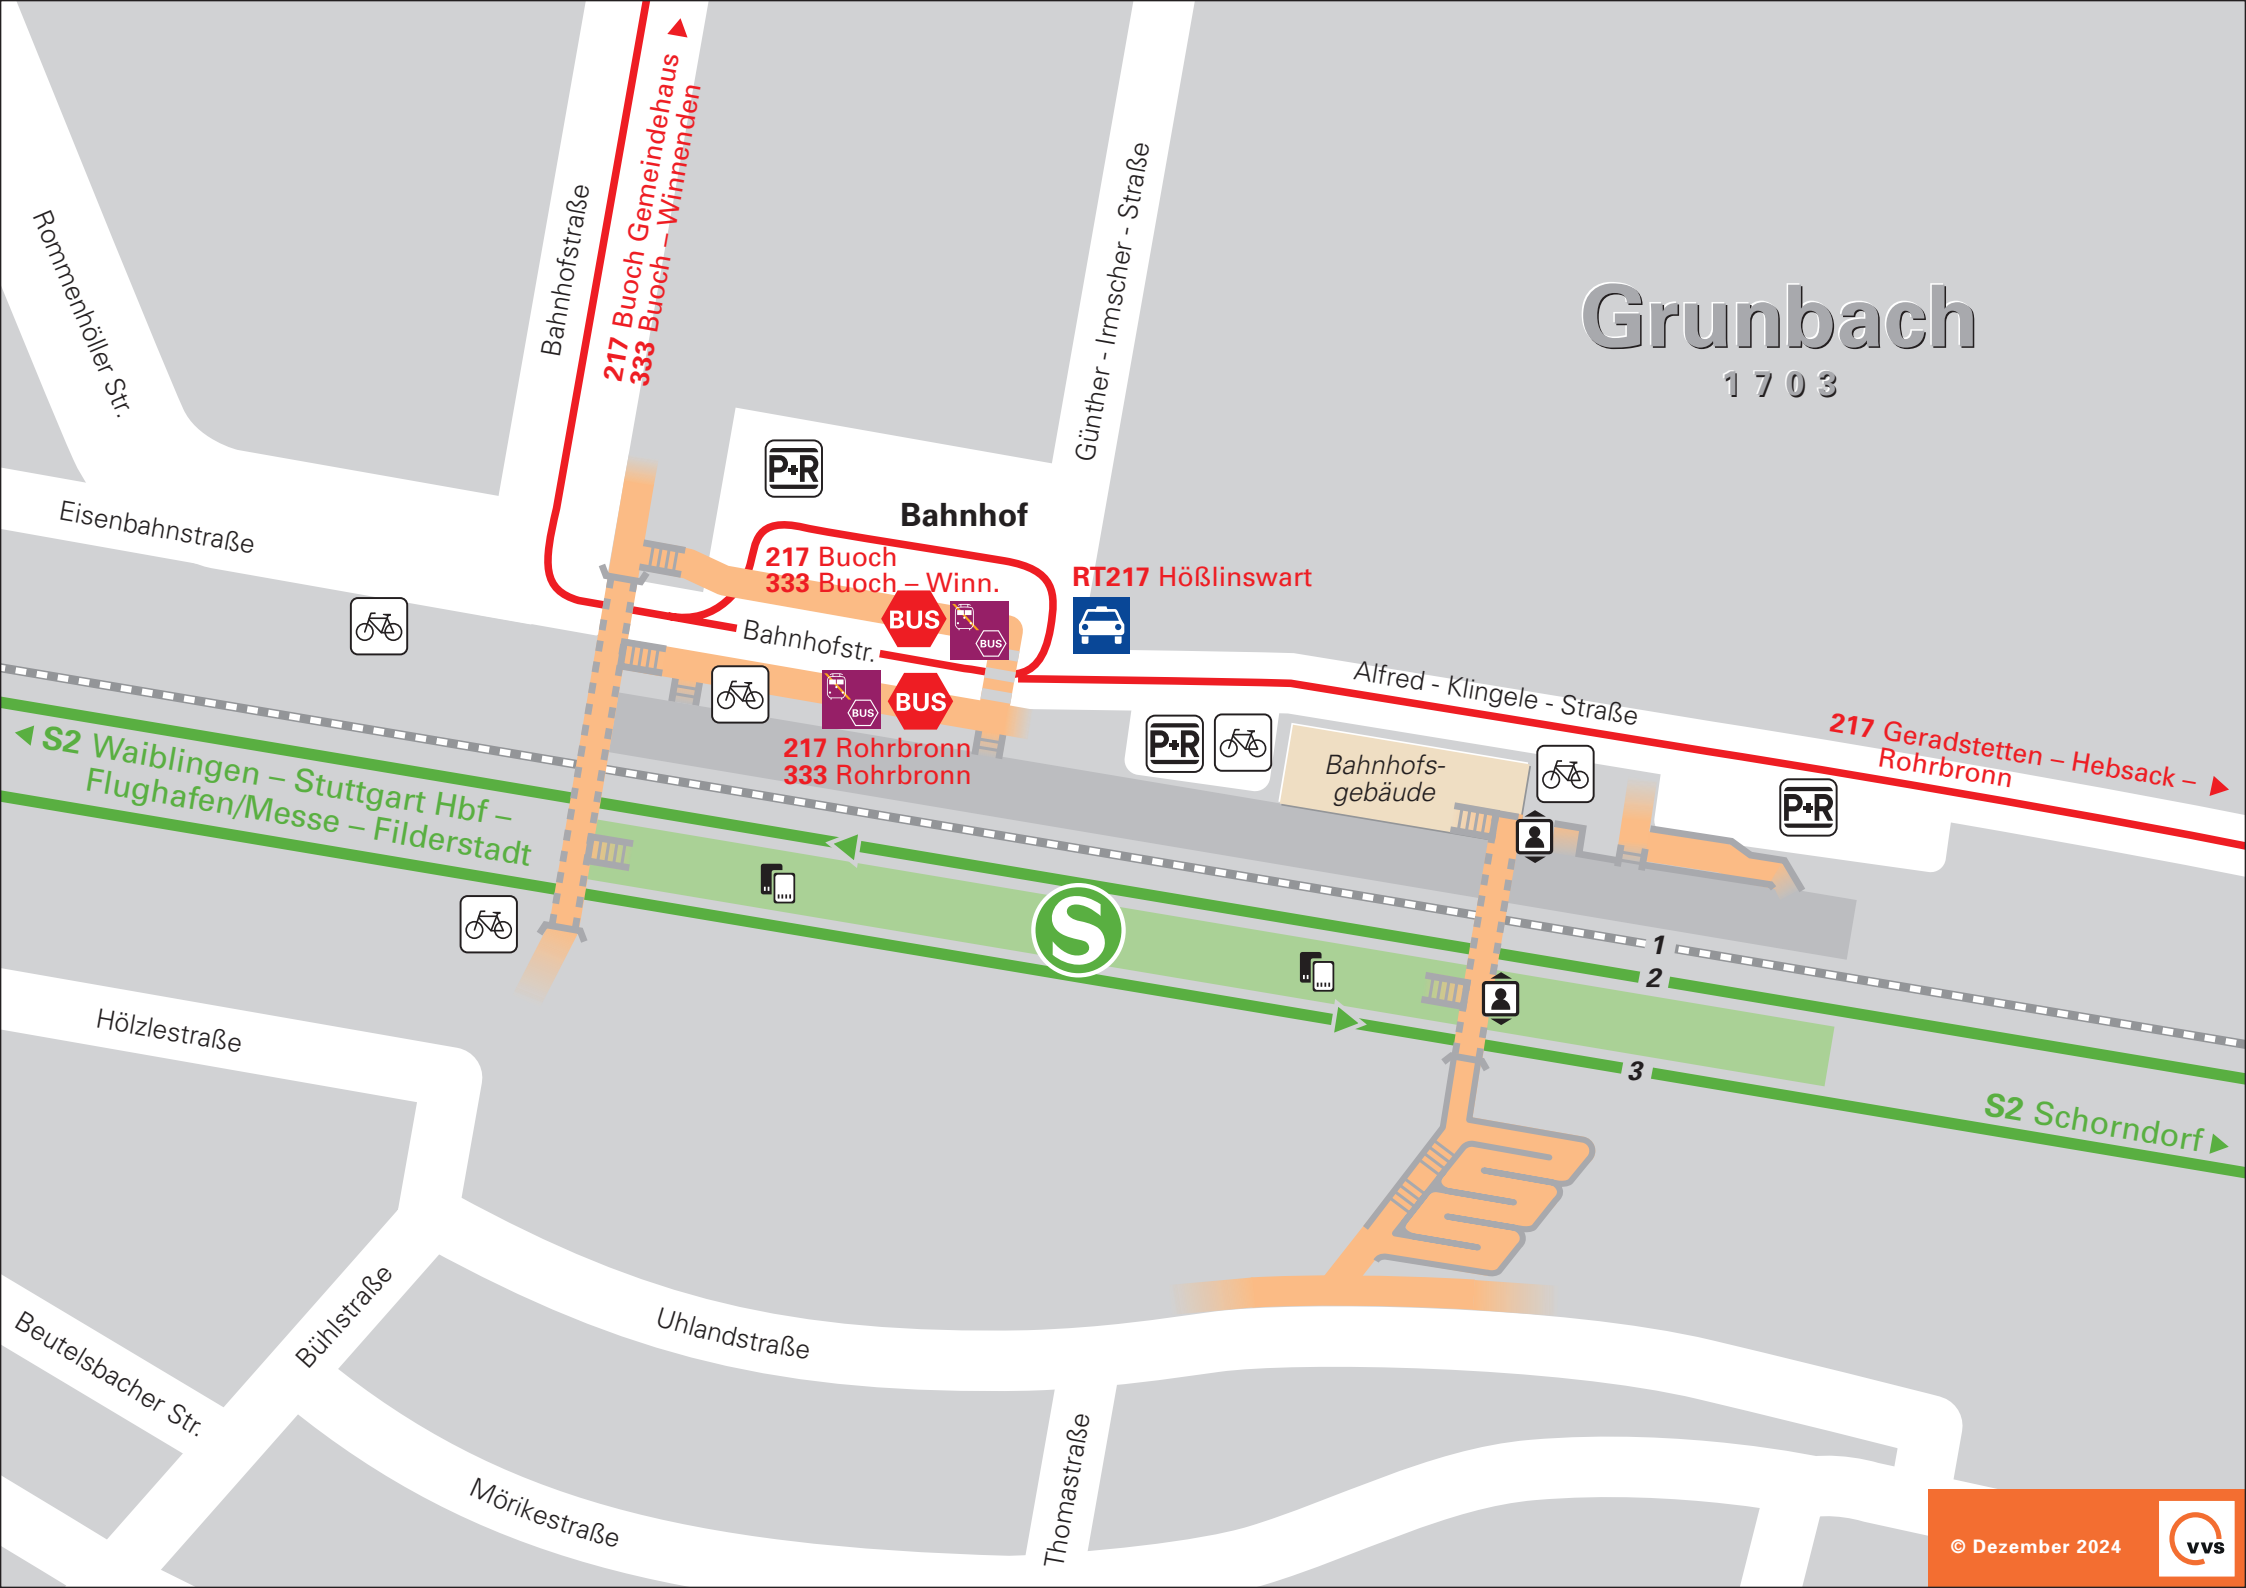 Grunbach
1703
217 Buoch Gemeindehaus
333 Buoch – Winnenden
Bahnhofstraße
Günther - Irmscher - Straße
Rommenhöller Str.
Eisenbahnstraße
P+R
Bahnhof
217 Buoch
333 Buoch – Winn.
BUS
BUS
RT217 Hößlinswart
Bahnhofstr.
BUS
BUS
217 Rohrbronn
333 Rohrbronn
Alfred - Klingele - Straße
P+R
Bahnhofs-
gebäude
217 Geradstetten – Hebsack –
Rohrbronn
P+R
S2 Waiblingen – Stuttgart Hbf –
Flughafen/Messe – Filderstadt
S
1
2
3
S2 Schorndorf
Hölzlestraße
Bühlstraße
Beutelsbacher Str.
Uhlandstraße
Mörikestraße
Thomastraße
© Dezember 2024
vvs